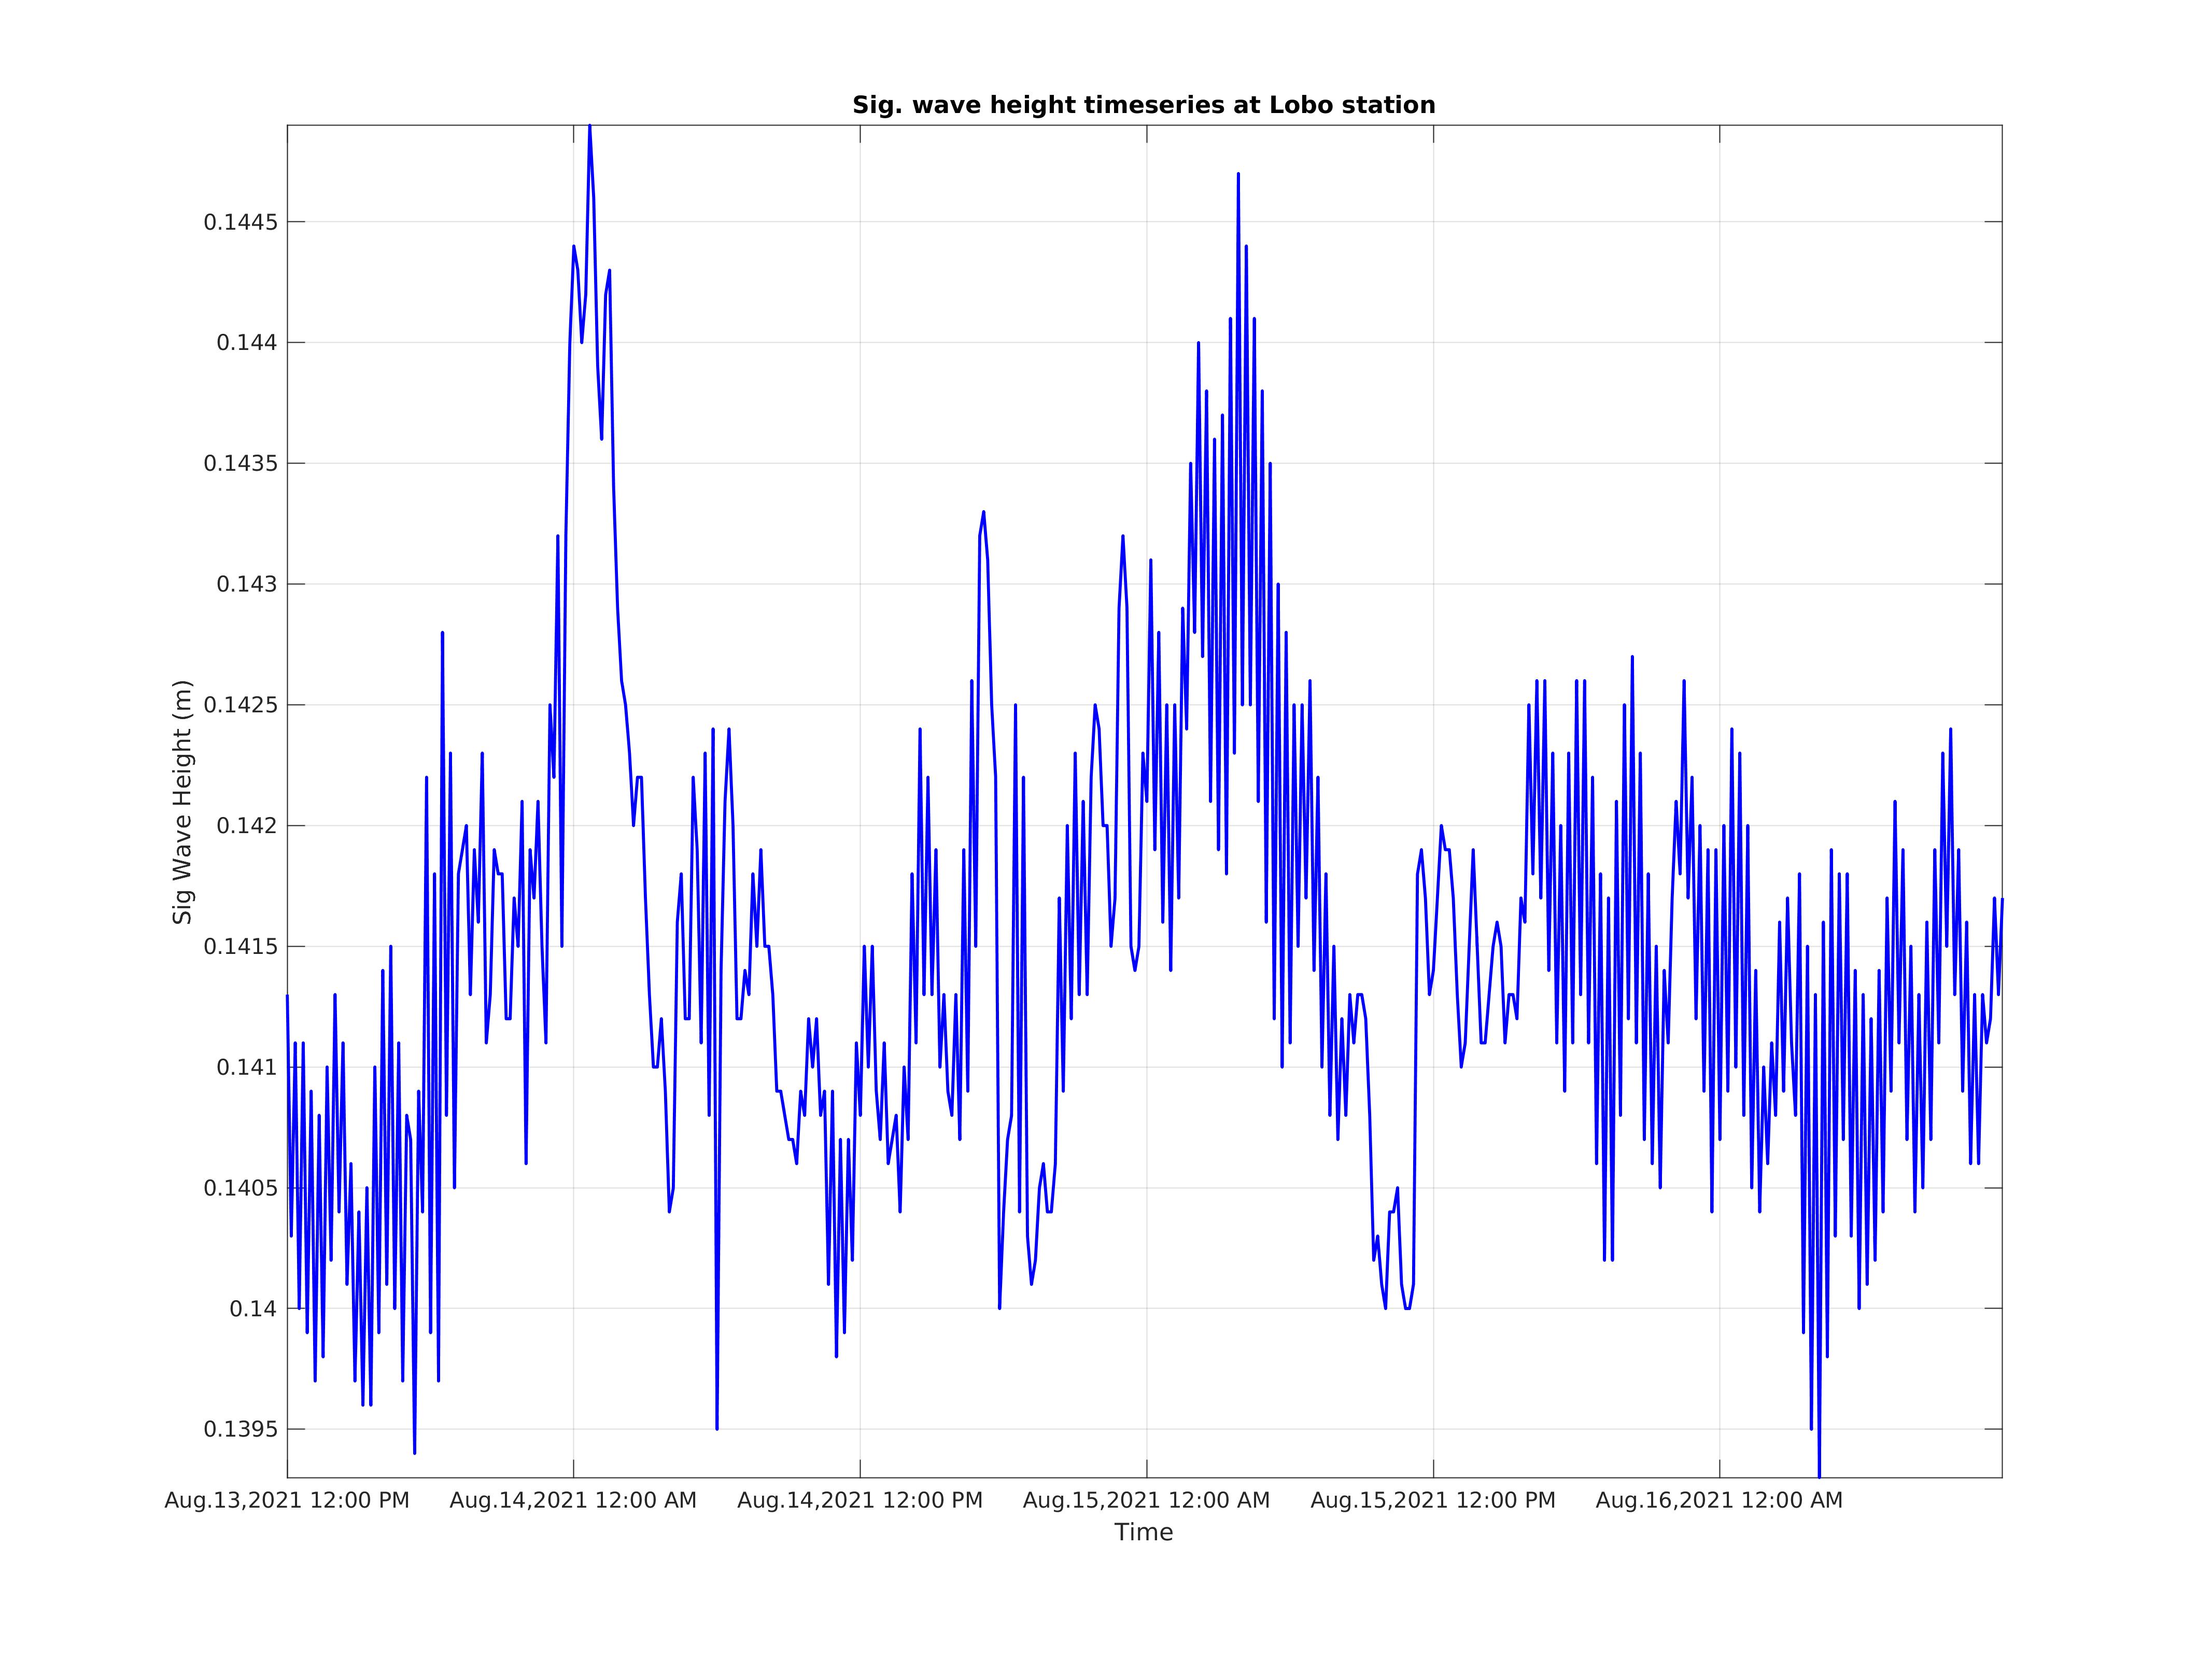 Sig. wave height timeseries at Lobo station
0.1445
0.144
0.1435
0.143
0.1425
0.142
0.1415
0.141
0.1405
0.14
0.1395
Sig Wave Height (m)
Aug.13,2021 12:00 PM
Aug.14,2021 12:00 AM
Aug.14,2021 12:00 PM
Aug.15,2021 12:00 AM
Aug.15,2021 12:00 PM
Aug.16,2021 12:00 AM
Time